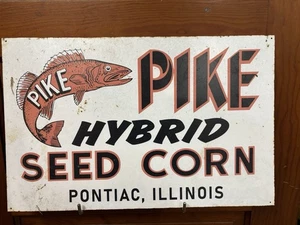 PIKE
PIKE
HYBRID
SEED CORN
PONTIAC, ILLINOIS